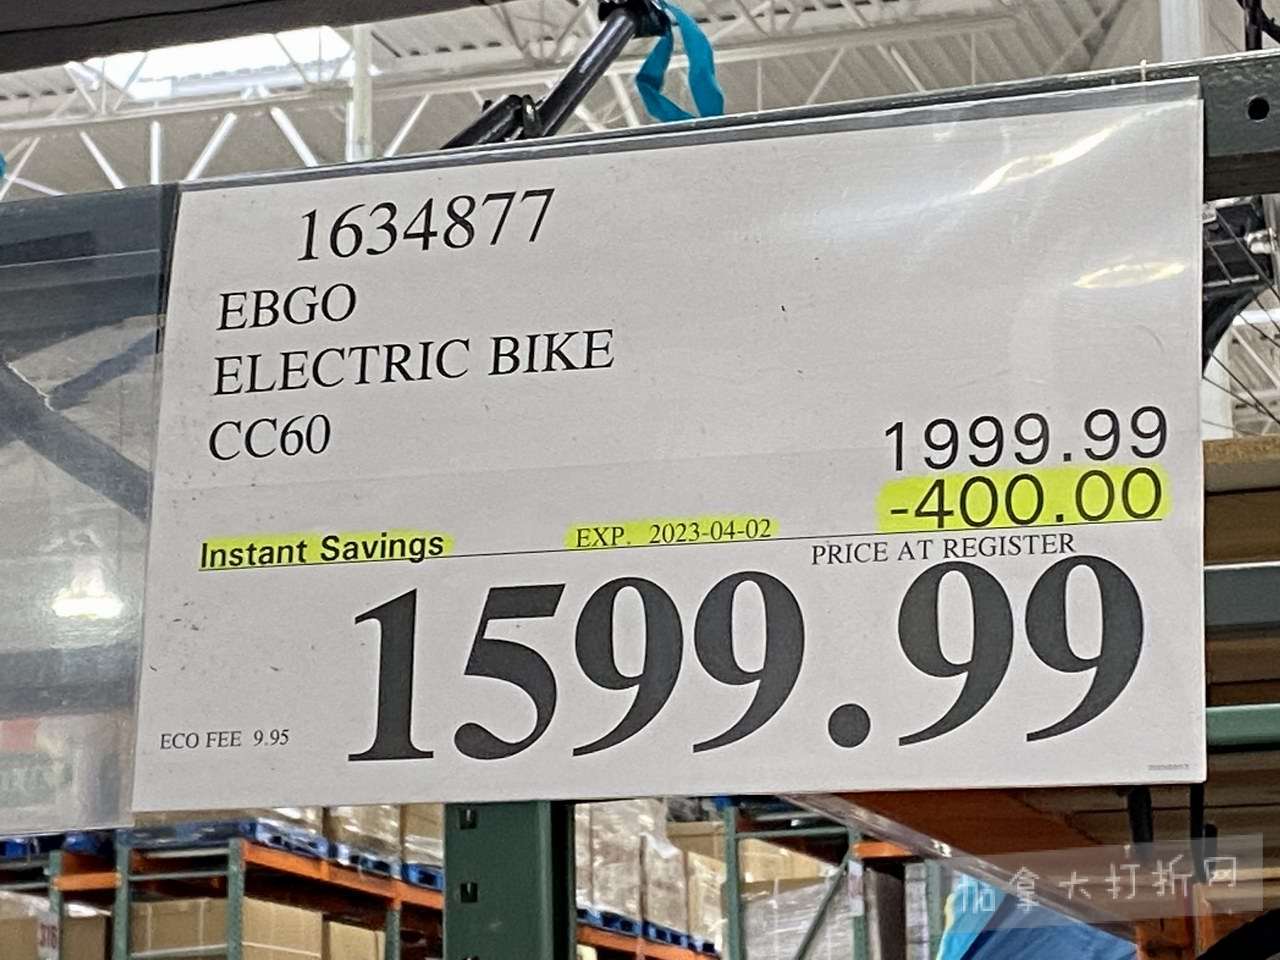 1634877
EBGO
ELECTRIC BIKE
CC60
1999.99
-400.00
Instant Savings EXP. 2023-04-02
PRICE AT REGISTER
1599.99
ECO FEE 9.95
316
加拿大打折网